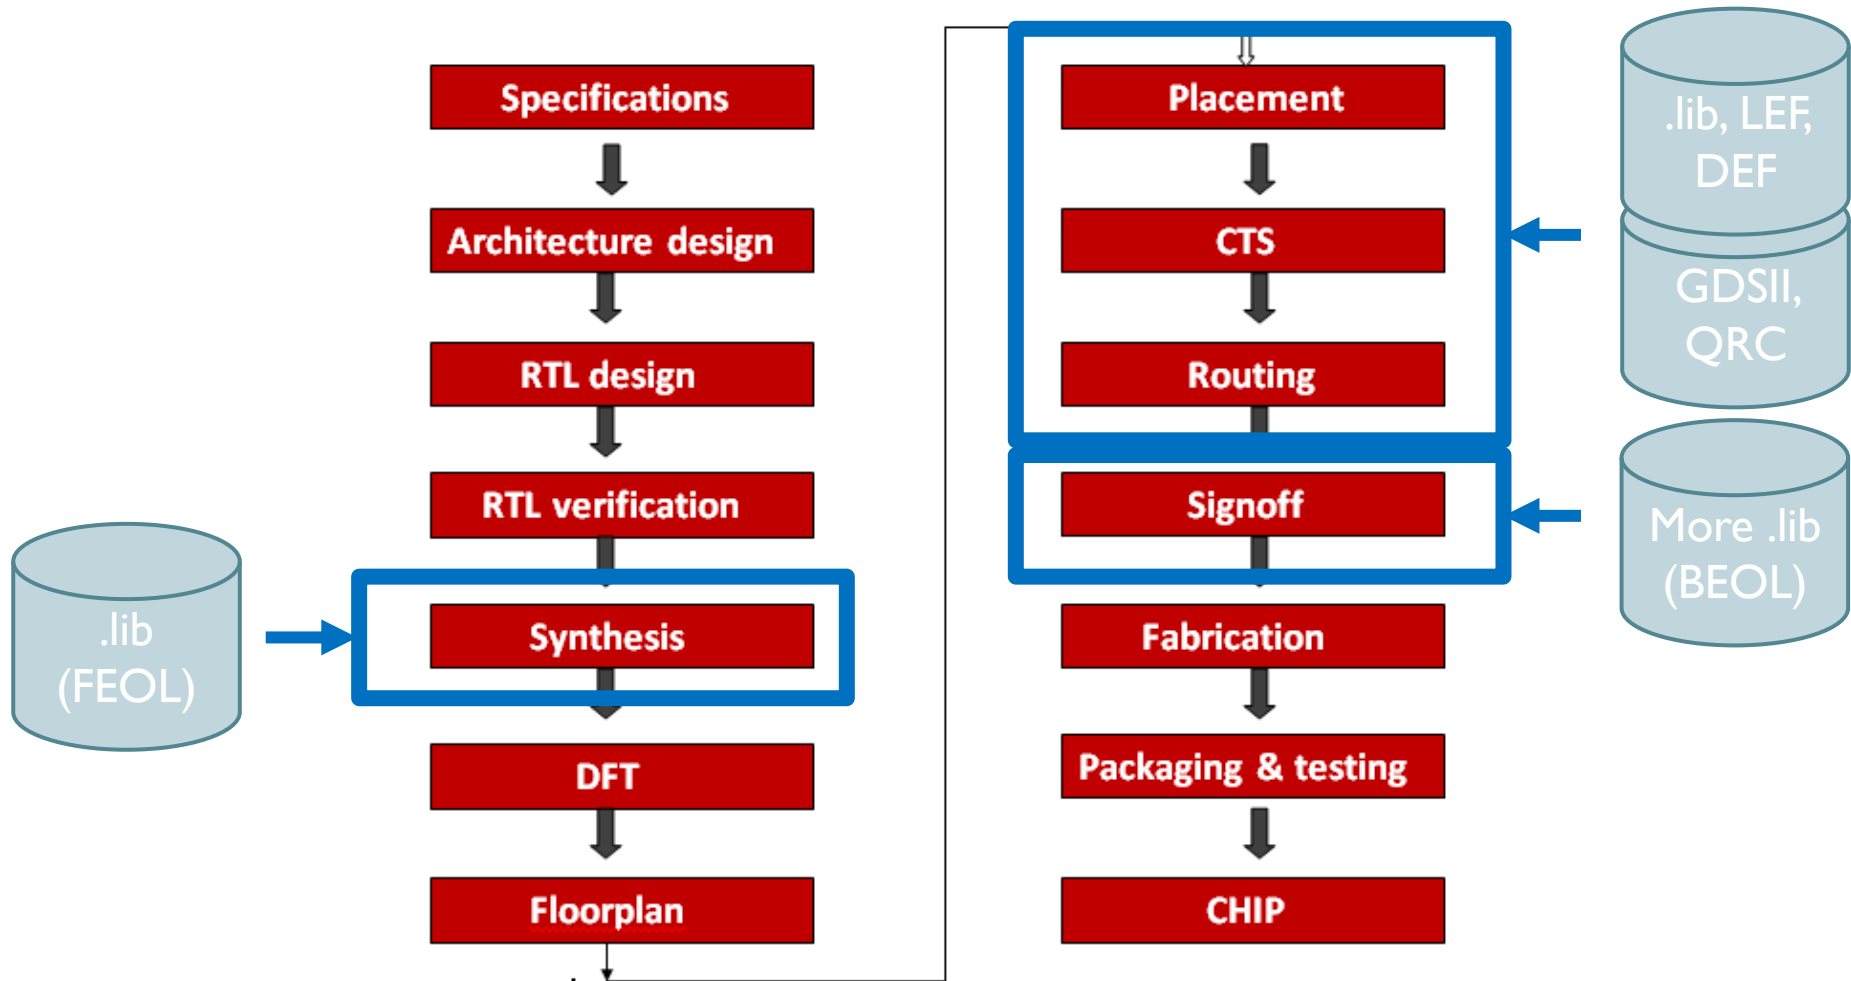 Specifications
Architecture design
RTL design
RTL verification
.lib
(FEOL)
Synthesis
DFT
Floorplan
Placement
CTS
Routing
Signoff
Fabrication
Packaging & testing
CHIP
.lib, LEF,
DEF
GDSII,
QRC
More .lib
(BEOL)